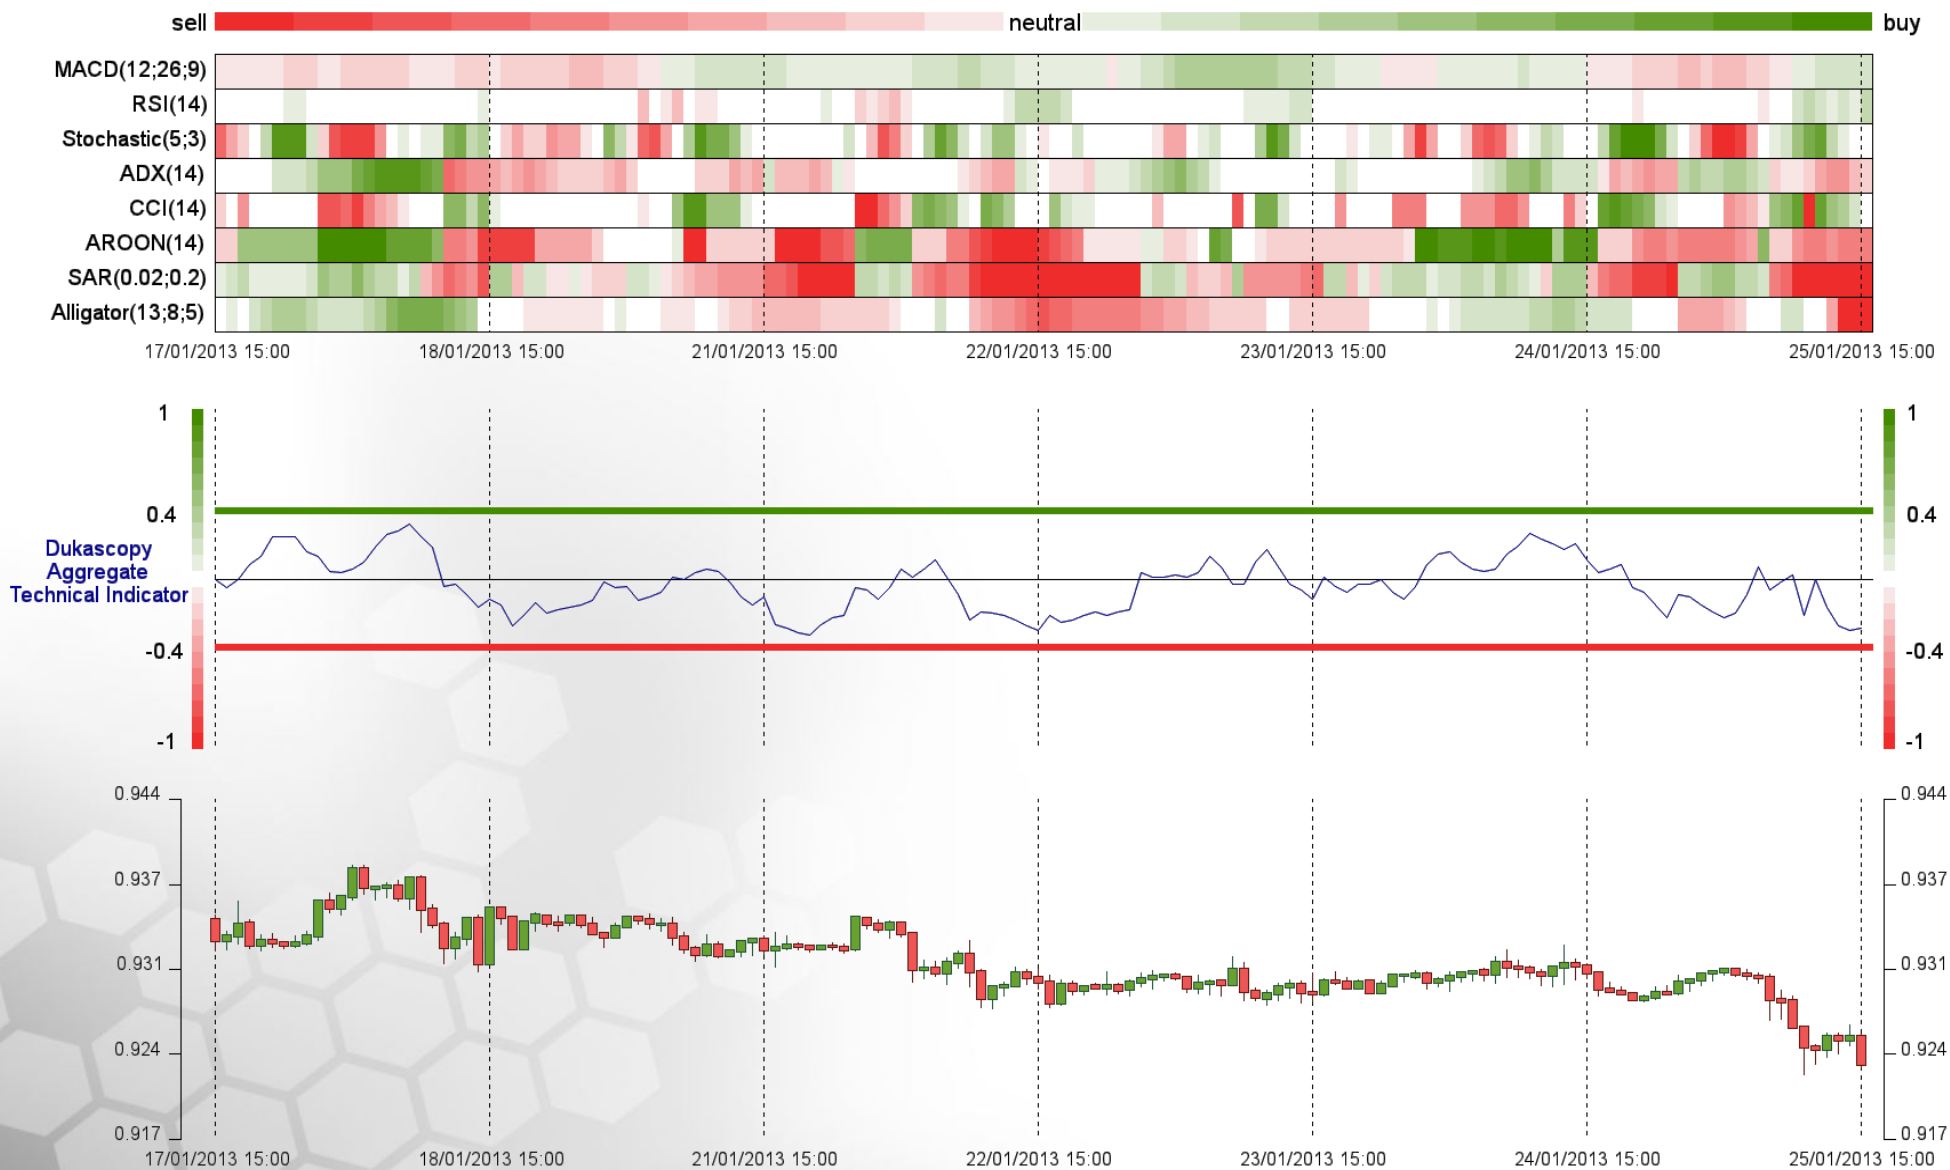 sell neutral buy
MACD(12;26;9)
RSI(14)
Stochastic(5;3)
ADX(14)
CCI(14)
AROON(14)
SAR(0.02;0.2)
Alligator(13;8;5)
17/01/2013 15:00 18/01/2013 15:00 21/01/2013 15:00 22/01/2013 15:00 23/01/2013 15:00 24/01/2013 15:00 25/01/2013 15:00
1 1
0.4 0.4
Dukascopy
Aggregate
Technical Indicator
-0.4 -0.4
-1 -1
0.944 0.944
0.937 0.937
0.931 0.931
0.924 0.924
0.917 0.917
17/01/2013 15:00 18/01/2013 15:00 21/01/2013 15:00 22/01/2013 15:00 23/01/2013 15:00 24/01/2013 15:00 25/01/2013 15:00